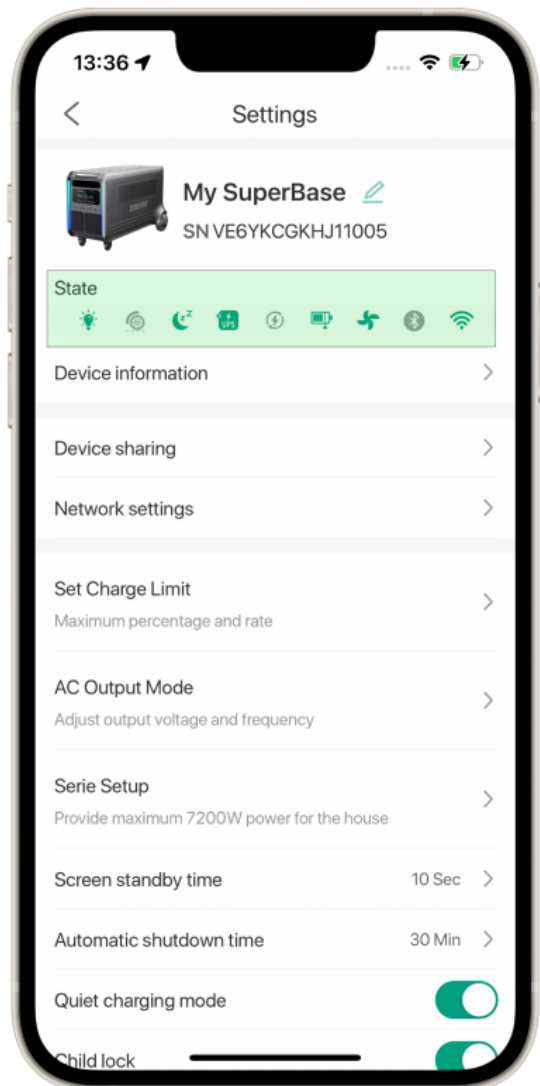 13:36
Settings
My SuperBase
SN VE6YKCGKHJ11005
State
UPS
Device information
Device sharing
Network settings
Set Charge Limit
Maximum percentage and rate
AC Output Mode
Adjust output voltage and frequency
Serie Setup
Provide maximum 7200W power for the house
Screen standby time 10 Sec
Automatic shutdown time 30 Min
Quiet charging mode
Child lock